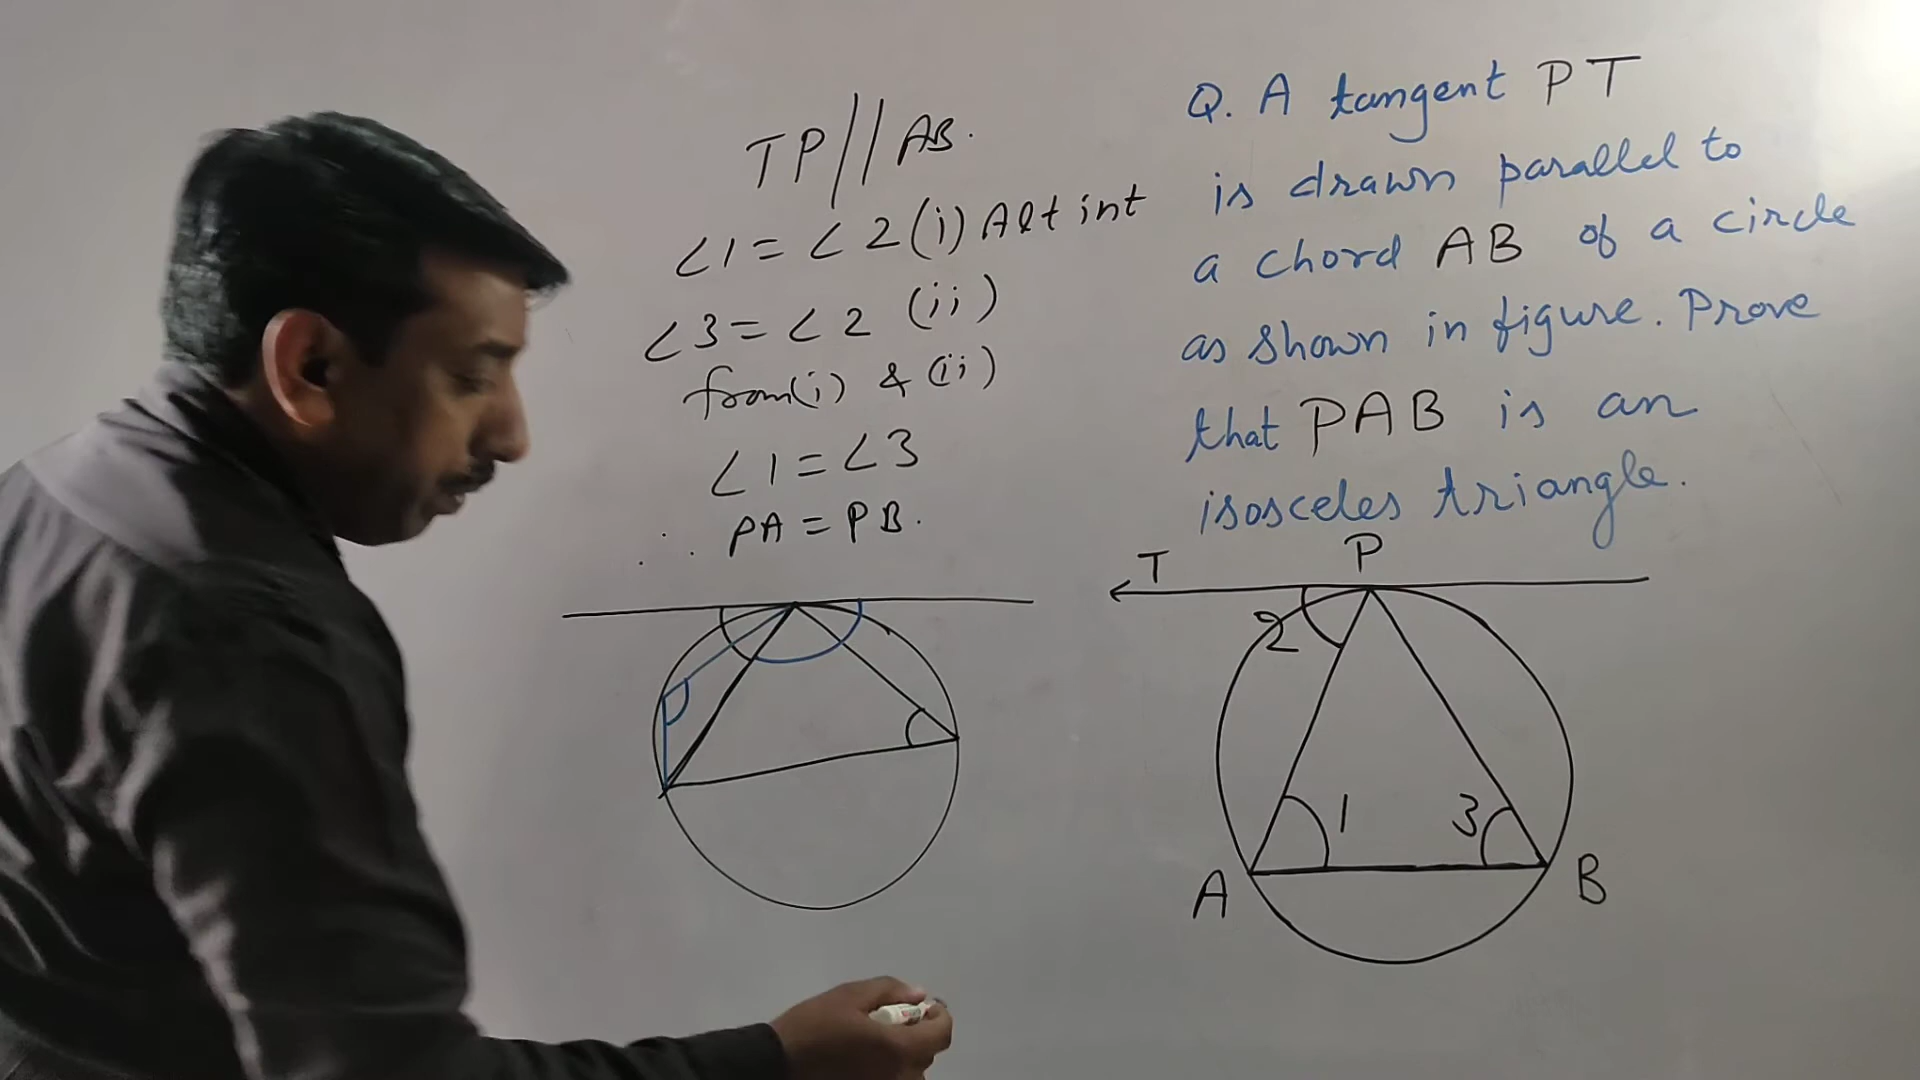 TP//AB.
∠1=∠2(i) Alt int
∠3=∠2 (ii)
from(i) & (ii)
∠1=∠3
∴ PA=PB.
Q. A tangent PT
is drawn parallel to
a chord AB of a circle
as shown in figure. Prove
that PAB is an
isosceles triangle.
T P
2
1 3
A B